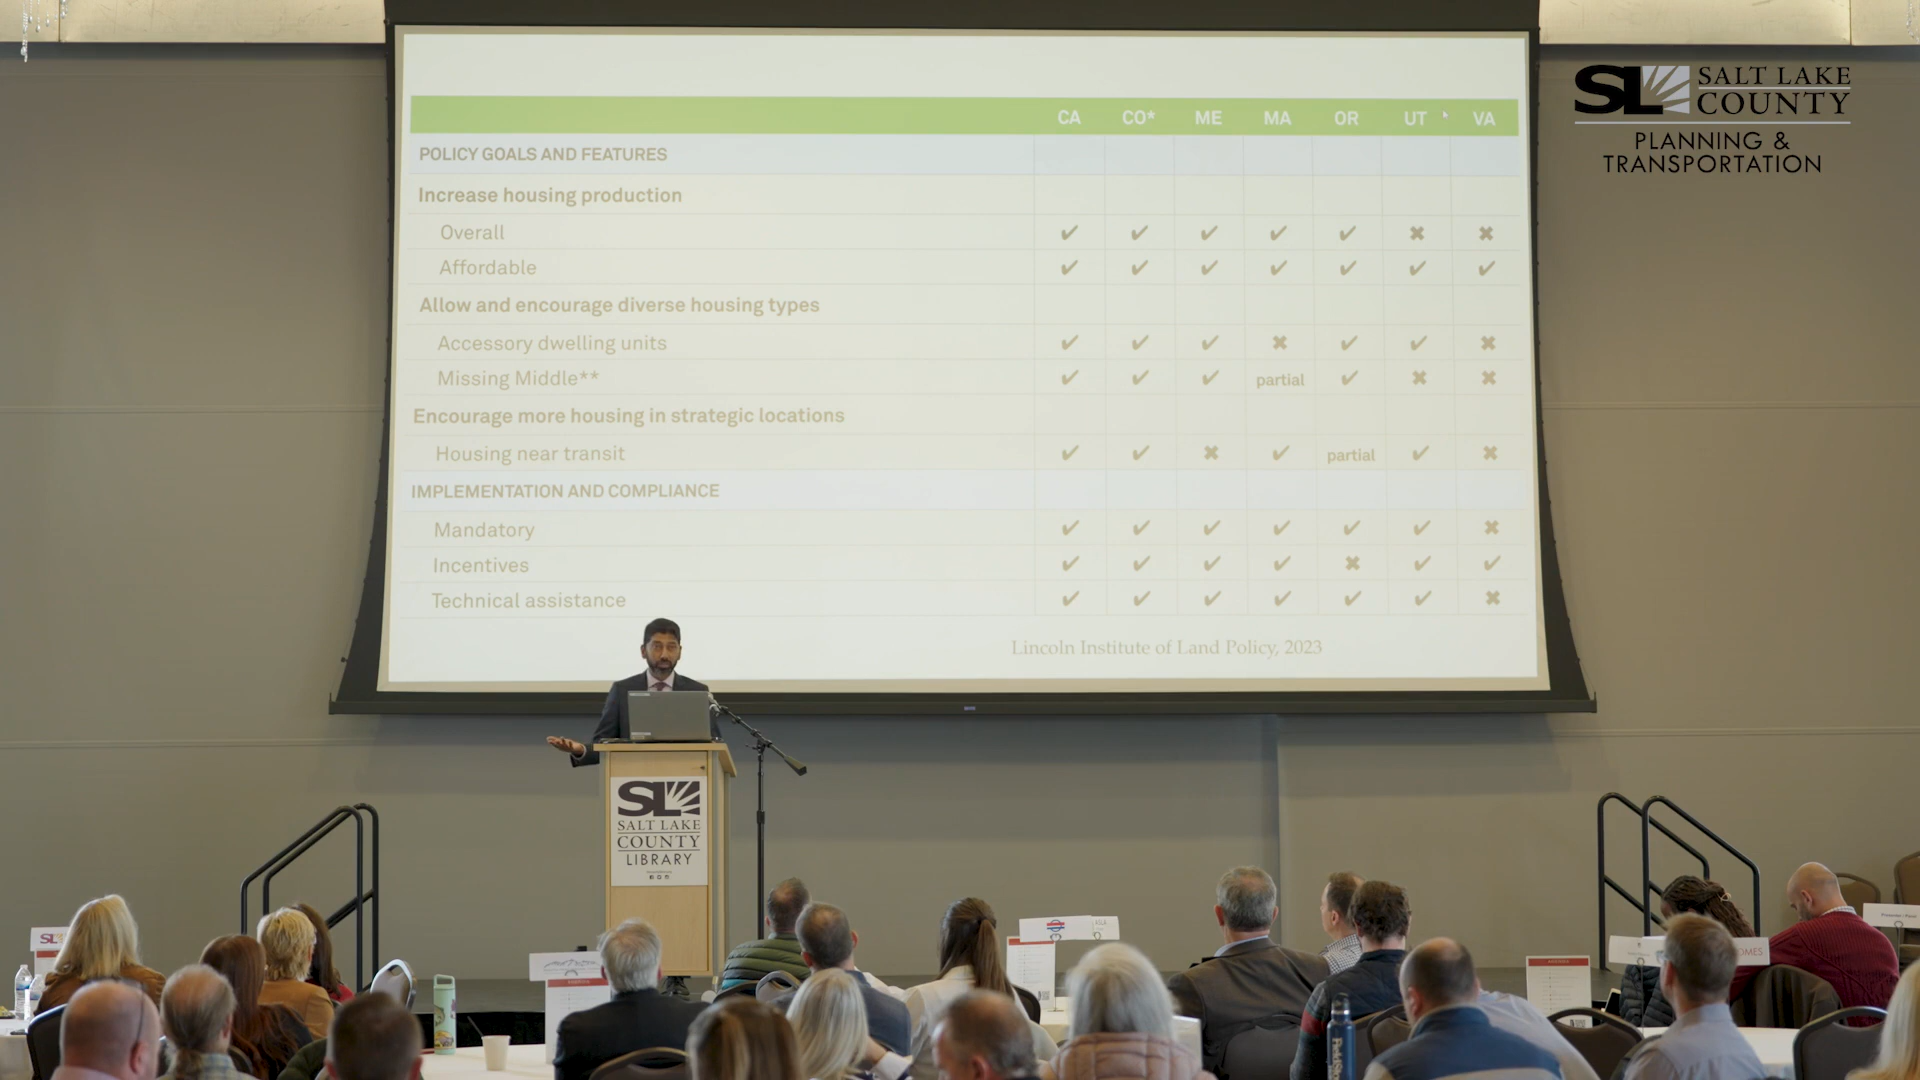 CA CO* ME MA OR UT VA
POLICY GOALS AND FEATURES
Increase housing production
Overall ✔ ✔ ✔ ✔ ✔ ✖ ✖
Affordable ✔ ✔ ✔ ✔ ✔ ✔ ✔
Allow and encourage diverse housing types
Accessory dwelling units ✔ ✔ ✔ ✖ ✔ ✔ ✖
Missing Middle** ✔ ✔ ✔ partial ✔ ✖ ✖
Encourage more housing in strategic locations
Housing near transit ✔ ✔ ✖ ✔ partial ✔ ✖
IMPLEMENTATION AND COMPLIANCE
Mandatory ✔ ✔ ✔ ✔ ✔ ✔ ✖
Incentives ✔ ✔ ✔ ✔ ✖ ✔ ✔
Technical assistance ✔ ✔ ✔ ✔ ✔ ✔ ✖
Lincoln Institute of Land Policy, 2023
SL SALT LAKE
COUNTY
PLANNING &
TRANSPORTATION
SL
SALT LAKE
COUNTY
LIBRARY
SL